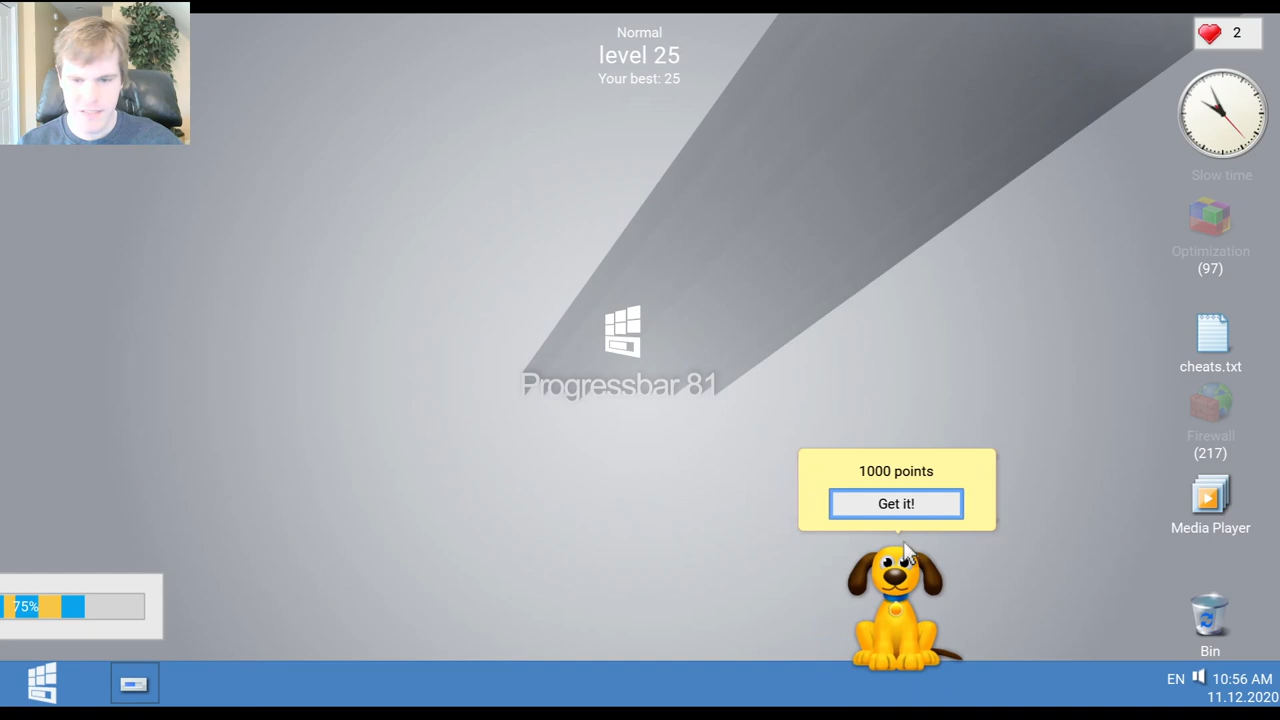 Normal
level 25
Your best: 25
2
Slow time
Optimization
(97)
cheats.txt
Progressbar 81
Firewall
(217)
1000 points
Get it!
Media Player
75%
Bin
EN 10:56 AM
11.12.2020